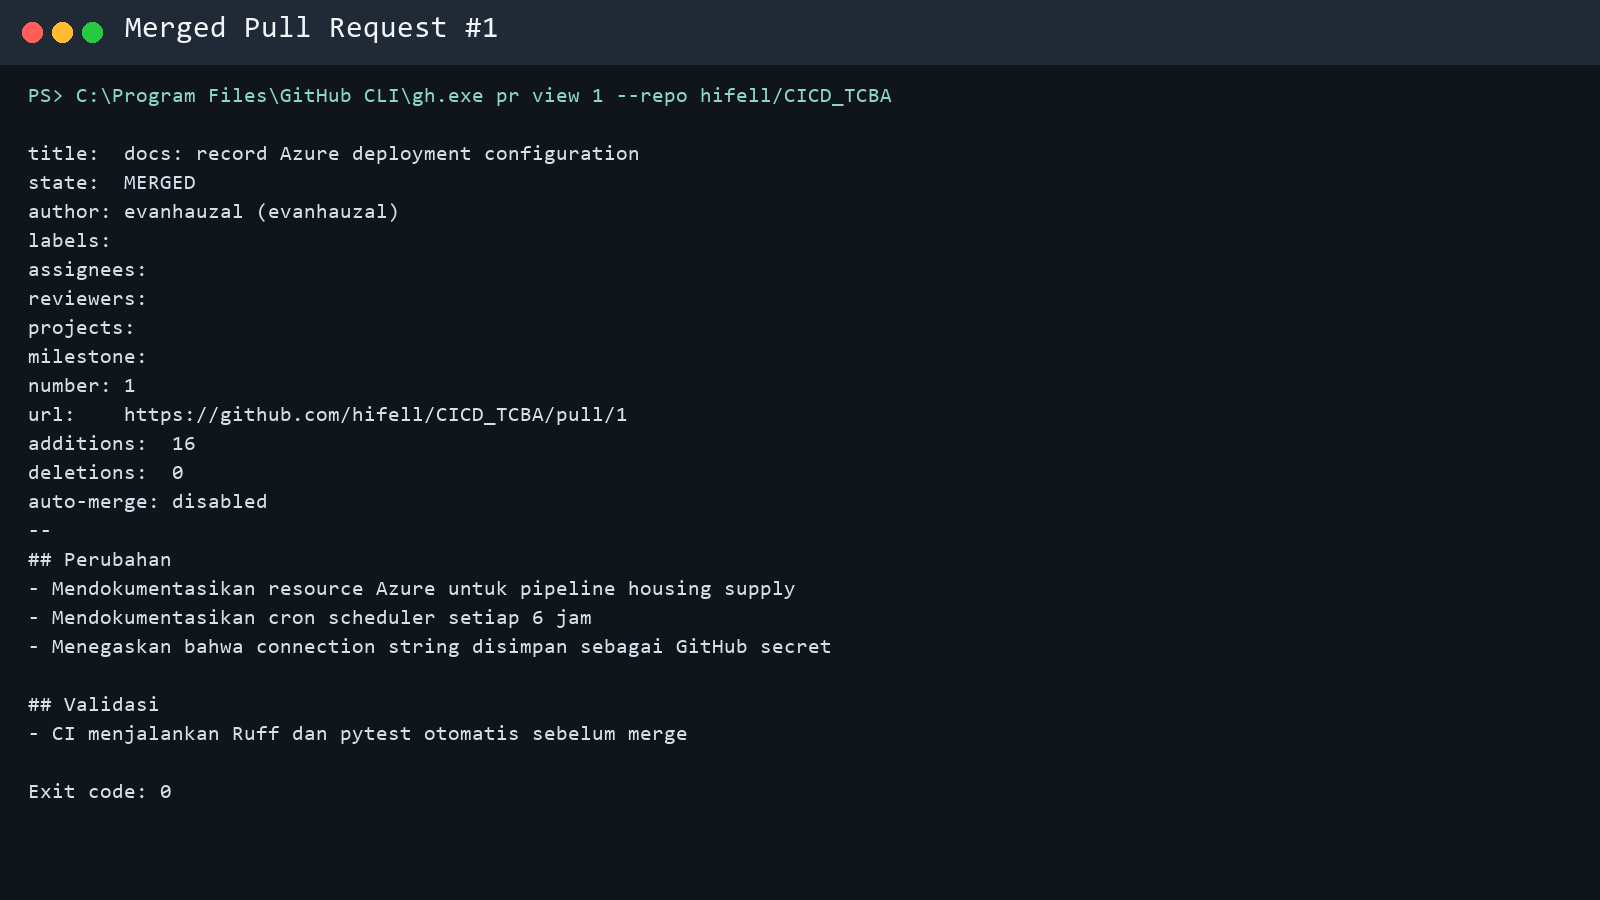 Merged Pull Request #1
PS> C:\Program Files\GitHub CLI\gh.exe pr view 1 --repo hifell/CICD_TCBA
title:  docs: record Azure deployment configuration
state:  MERGED
author: evanhauzal (evanhauzal)
labels:
assignees:
reviewers:
projects:
milestone:
number: 1
url:    https://github.com/hifell/CICD_TCBA/pull/1
additions:  16
deletions:  0
auto-merge: disabled
--
## Perubahan
- Mendokumentasikan resource Azure untuk pipeline housing supply
- Mendokumentasikan cron scheduler setiap 6 jam
- Menegaskan bahwa connection string disimpan sebagai GitHub secret
## Validasi
- CI menjalankan Ruff dan pytest otomatis sebelum merge
Exit code: 0